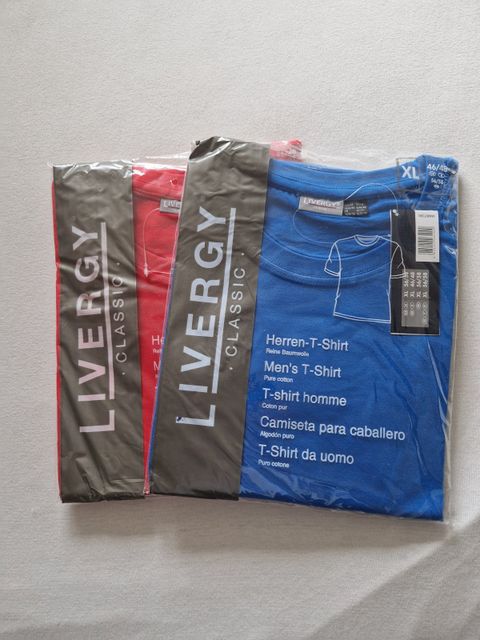 LIVERGY
· CLASSIC ·
LIVERGY
· CLASSIC ·
LIVERGY
XL
Herren-T-Shirt
Reine Baumwolle
Men's T-Shirt
Pure cotton
T-shirt homme
Coton pur
Camiseta para caballero
Algodón puro
T-Shirt da uomo
Puro cotone